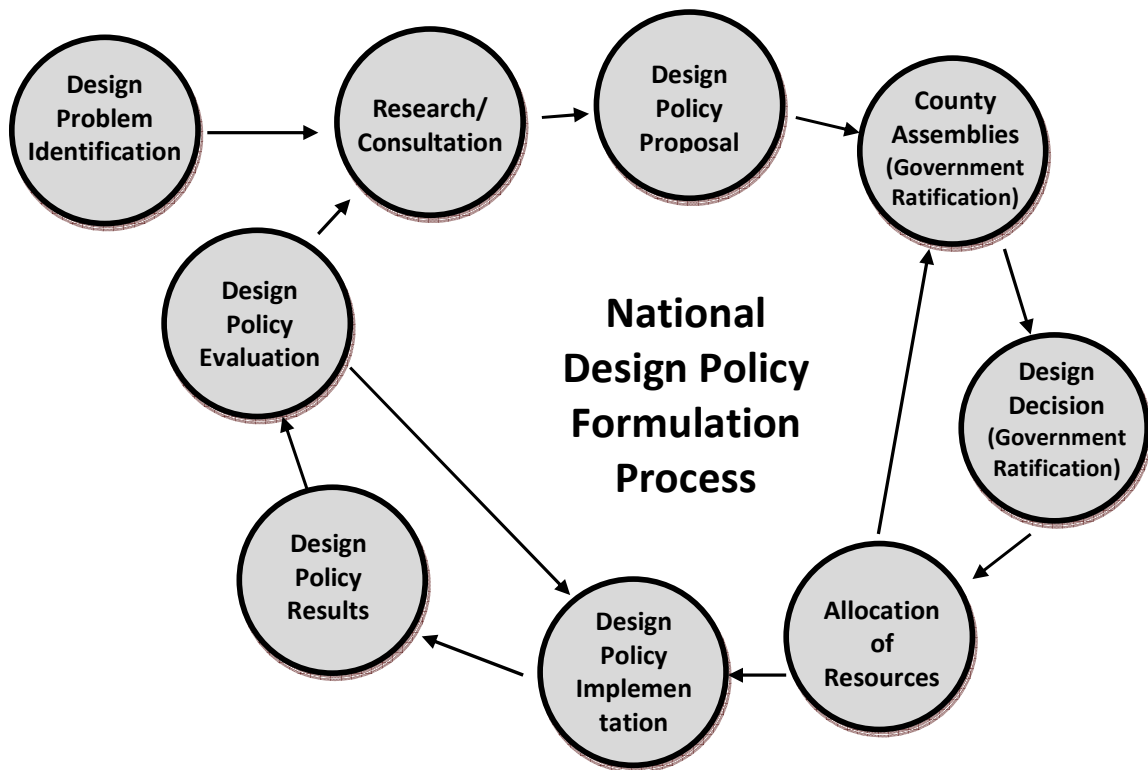 Design
Problem
Identification
Research/
Consultation
Design
Policy
Proposal
County
Assemblies
(Government
Ratification)
Design
Decision
(Government
Ratification)
Allocation
of
Resources
Design
Policy
Implemen
tation
Design
Policy
Results
Design
Policy
Evaluation
National
Design Policy
Formulation
Process